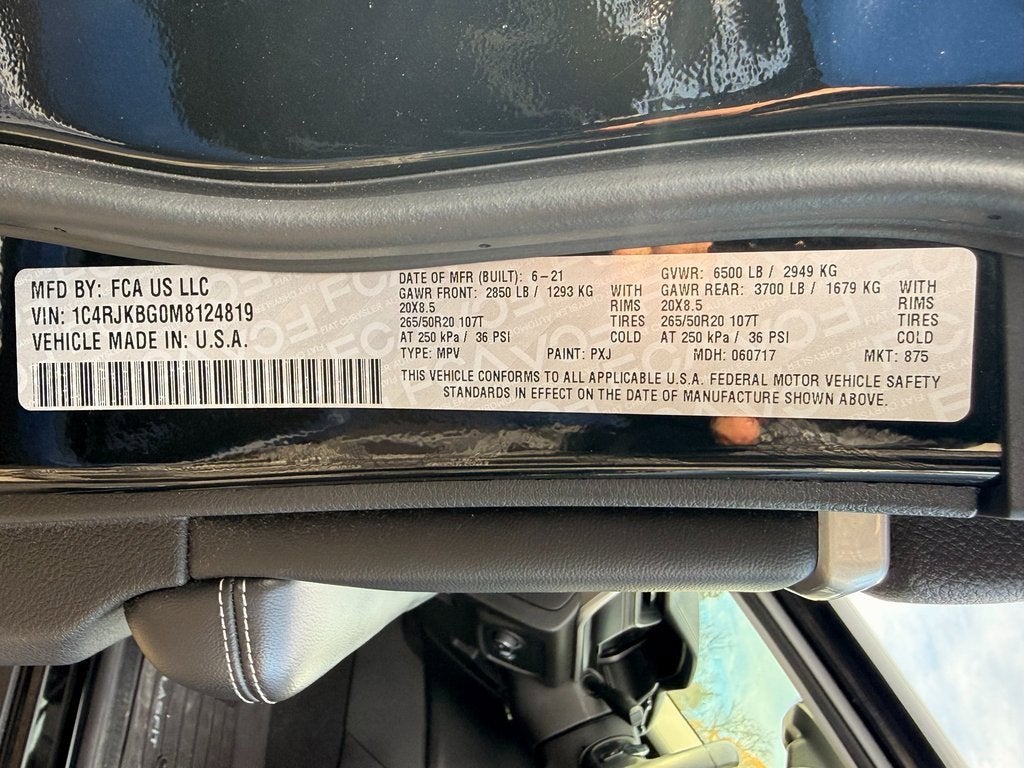 MFD BY: FCA US LLC
VIN: 1C4RJKBG0M8124819
VEHICLE MADE IN: U.S.A.
DATE OF MFR (BUILT): 6-21
GVWR: 6500 LB / 2949 KG
GAWR FRONT: 2850 LB / 1293 KG WITH
GAWR REAR: 3700 LB / 1679 KG WITH
20X8.5 RIMS
20X8.5 RIMS
265/50R20 107T TIRES
265/50R20 107T TIRES
AT 250 kPa / 36 PSI COLD
AT 250 kPa / 36 PSI COLD
TYPE: MPV PAINT: PXJ MDH: 060717 MKT: 875
THIS VEHICLE CONFORMS TO ALL APPLICABLE U.S.A. FEDERAL MOTOR VEHICLE SAFETY
STANDARDS IN EFFECT ON THE DATE OF MANUFACTURE SHOWN ABOVE.